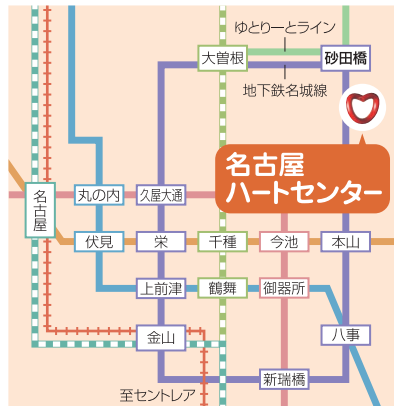 ゆとりーとライン
大曽根
砂田橋
地下鉄名城線
名古屋
ハートセンター
名古屋
丸の内
久屋大通
伏見
栄
千種
今池
本山
上前津
鶴舞
御器所
金山
八事
新瑞橋
至セントレア